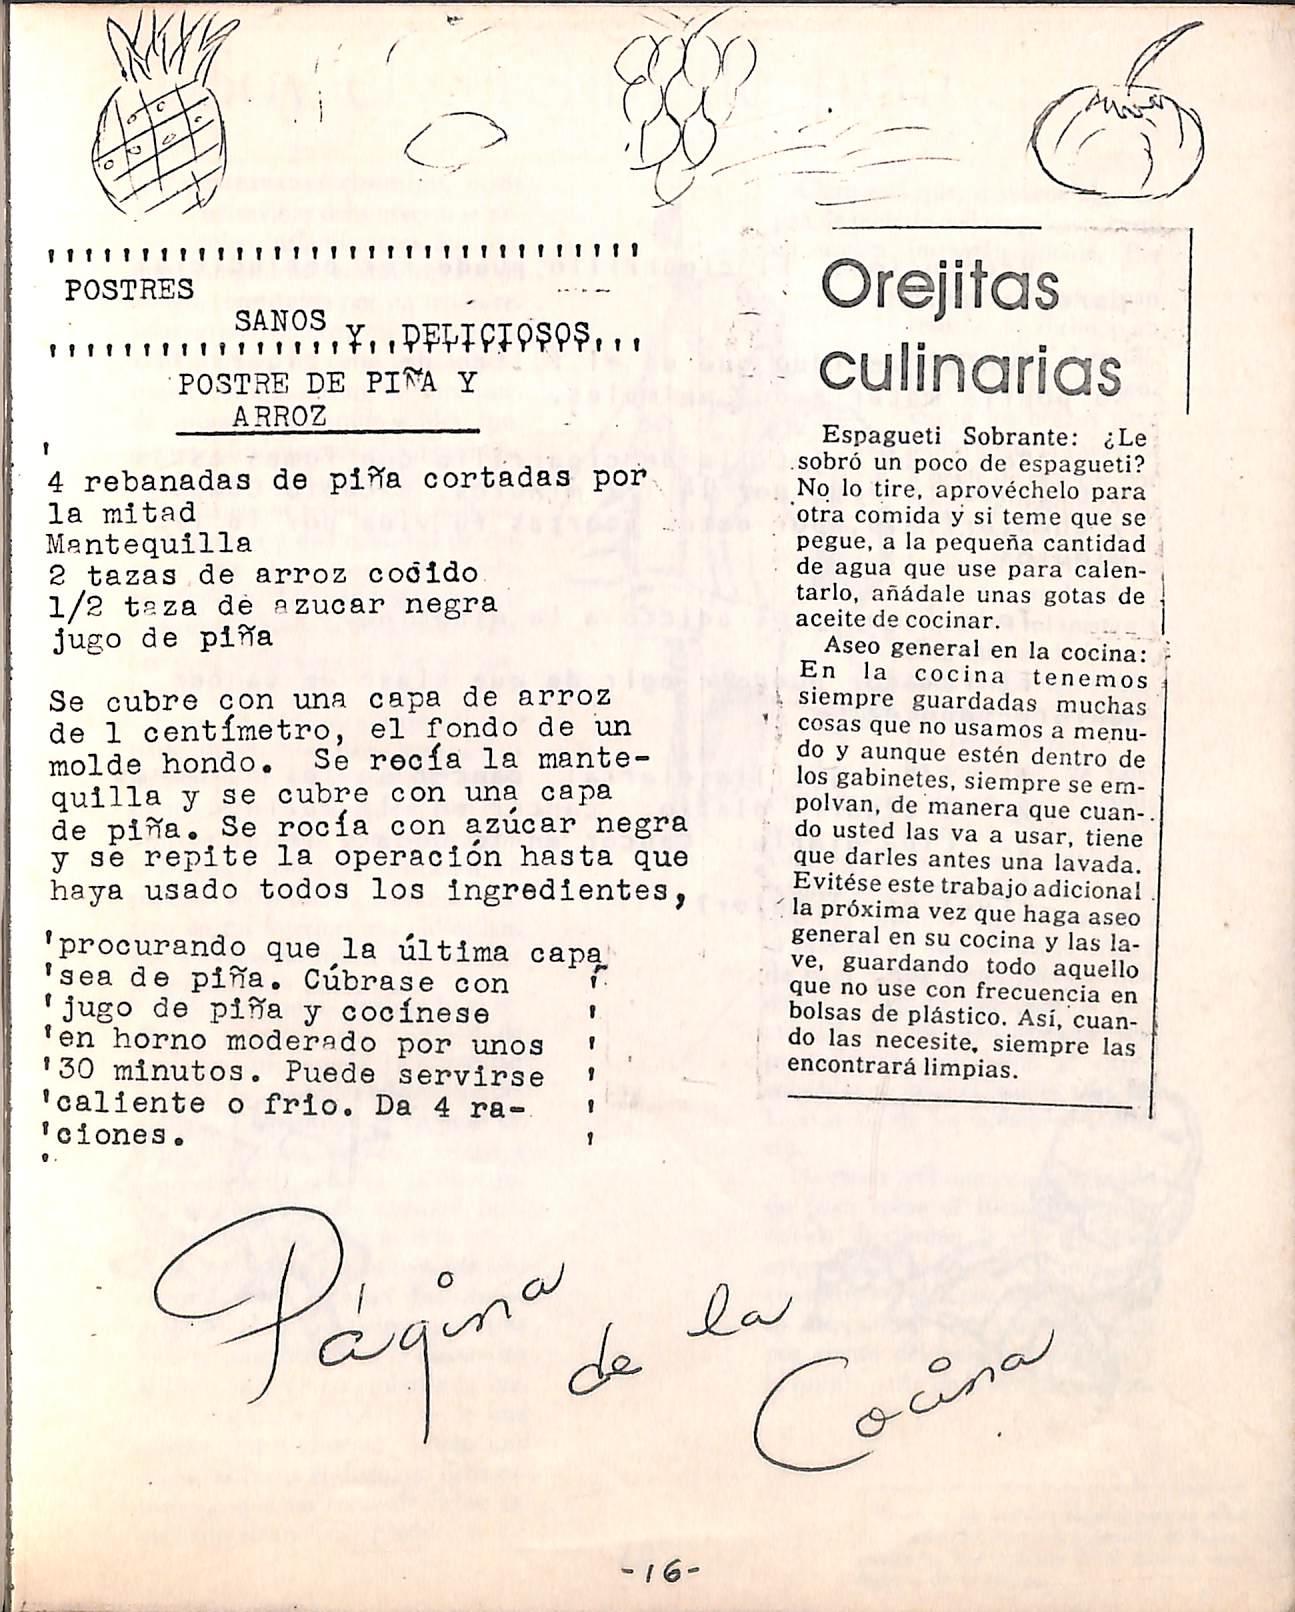 POSTRES
SANOS Y DELICIOSOS
POSTRE DE PIÑA Y
ARROZ
4 rebanadas de piña cortadas por
la mitad
Mantequilla
2 tazas de arroz cocido
1/2 taza de azucar negra
jugo de piña
Se cubre con una capa de arroz
de 1 centímetro, el fondo de un
molde hondo. Se rocía la mante-
quilla y se cubre con una capa
de piña. Se rocía con azúcar negra
y se repite la operación hasta que
haya usado todos los ingredientes,
procurando que la última capa
sea de piña. Cúbrase con
jugo de piña y cocínese
en horno moderado por unos
30 minutos. Puede servirse
caliente o frio. Da 4 ra-
ciones.
Orejitas
culinarias
Espagueti Sobrante: ¿Le
sobró un poco de espagueti?
No lo tire, aprovéchelo para
otra comida y si teme que se
pegue, a la pequeña cantidad
de agua que use para calen-
tarlo, añádale unas gotas de
aceite de cocinar.
Aseo general en la cocina:
En la cocina tenemos
siempre guardadas muchas
cosas que no usamos a menu-
do y aunque estén dentro de
los gabinetes, siempre se em-
polvan, de manera que cuan-
do usted las va a usar, tiene
que darles antes una lavada.
Evitése este trabajo adicional
la próxima vez que haga aseo
general en su cocina y las la-
ve, guardando todo aquello
que no use con frecuencia en
bolsas de plástico. Así, cuan-
do las necesite, siempre las
encontrará limpias.
Página de la Cocina
-16-